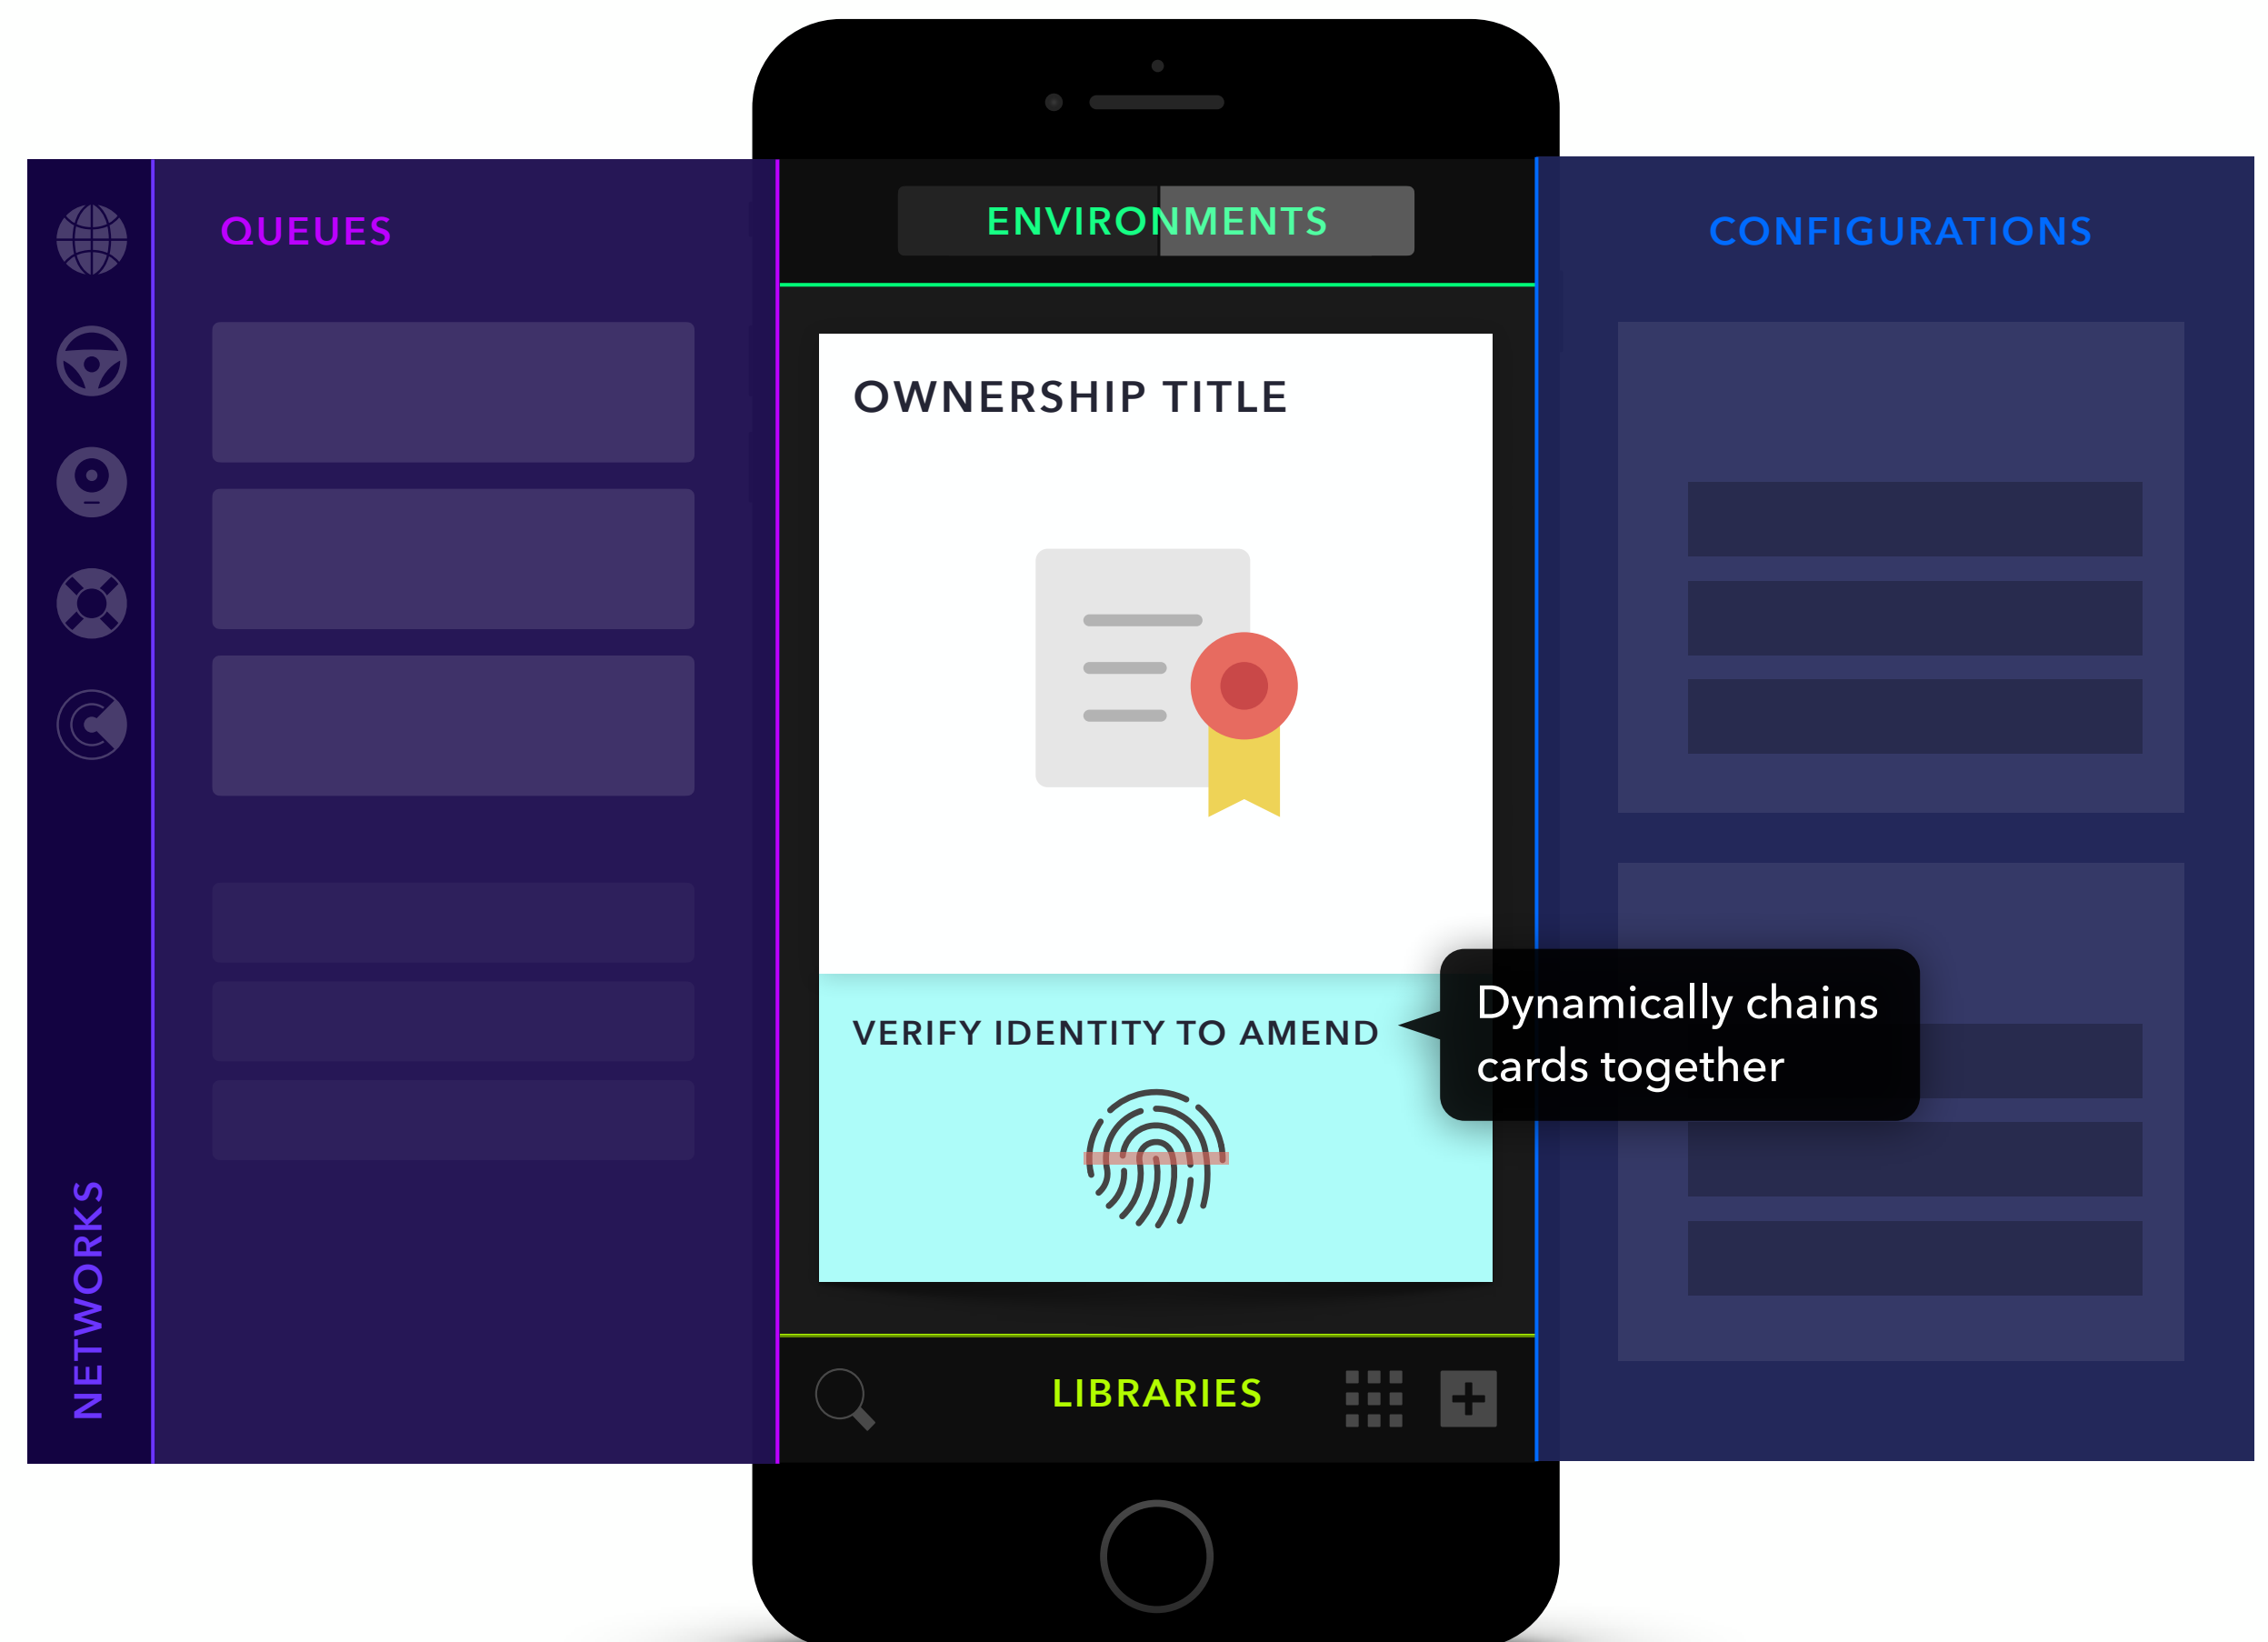 QUEUES
NETWORKS
ENVIRONMENTS
OWNERSHIP TITLE
VERIFY IDENTITY TO AMEND
LIBRARIES
CONFIGURATIONS
Dynamically chains
cards together